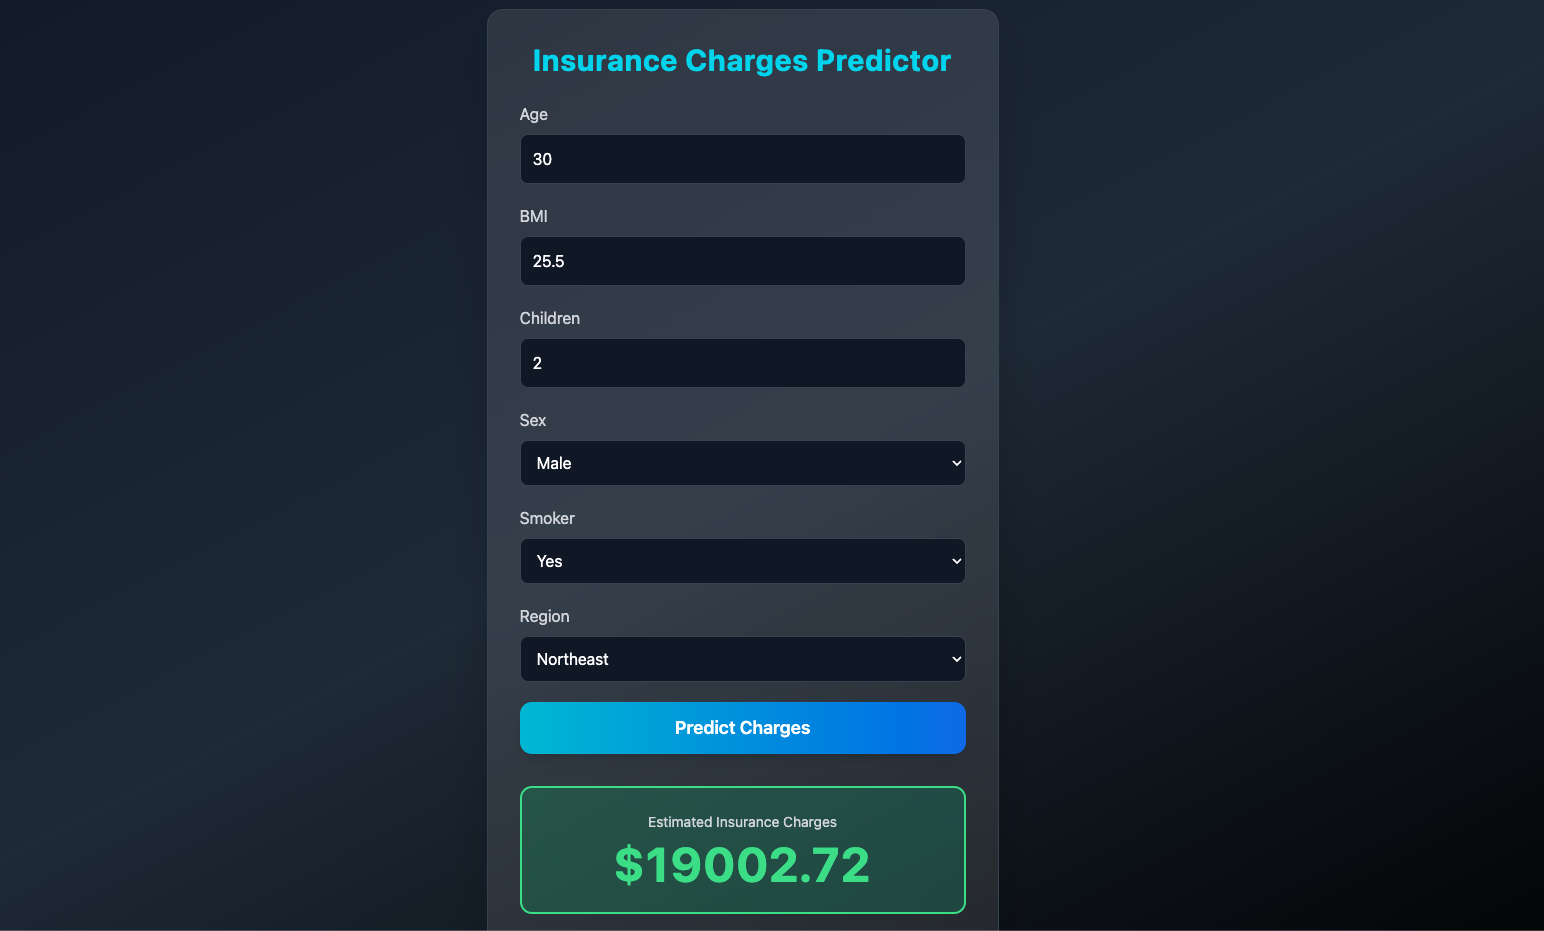 Insurance Charges Predictor
Age
30
BMI
25.5
Children
2
Sex
Male
Smoker
Yes
Region
Northeast
Predict Charges
Estimated Insurance Charges
$19002.72